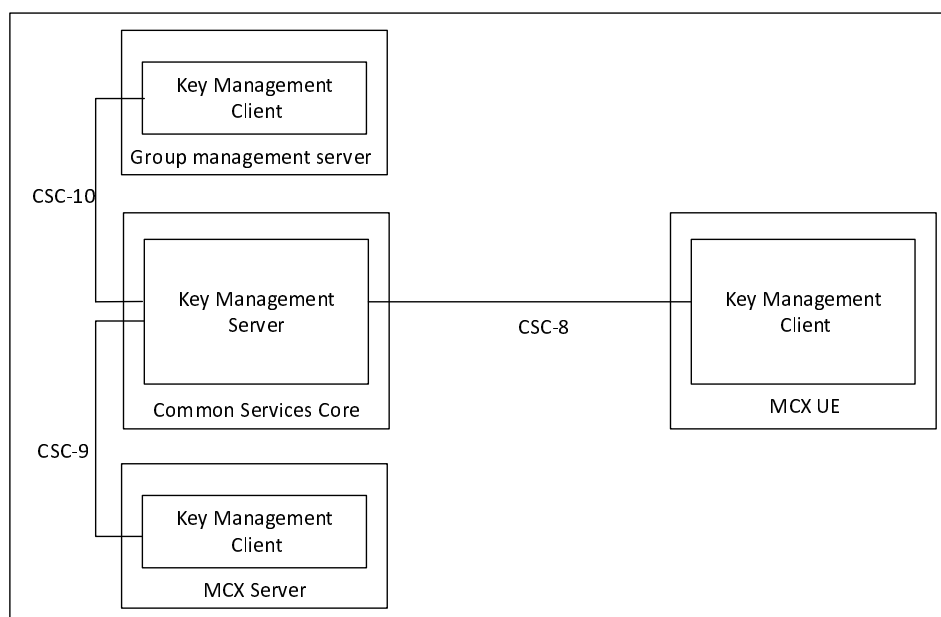 Key Management
Client
Group management server
CSC-10
Key Management
Server
Common Services Core
CSC-8
Key Management
Client
MCX UE
CSC-9
Key Management
Client
MCX Server